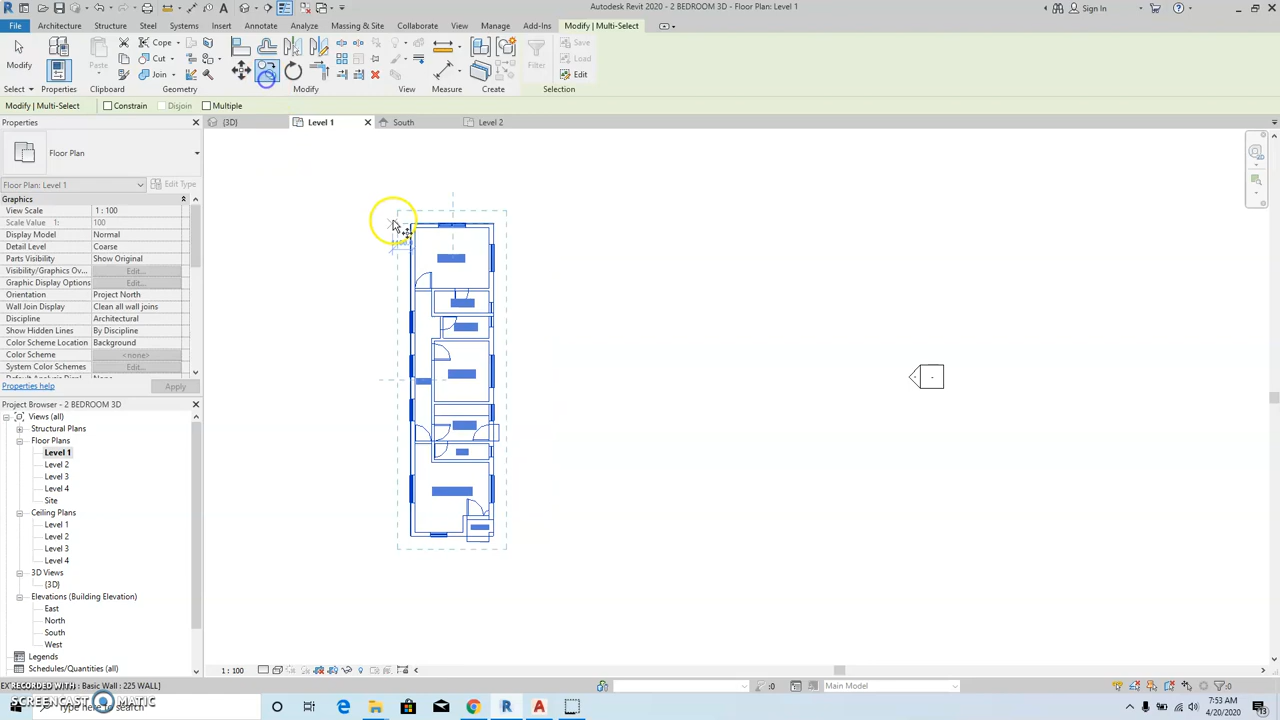 Autodesk Revit 2020 - 2 BEDROOM 3D - Floor Plan: Level 1
Sign In
File Architecture Structure Steel Systems Insert Annotate Analyze Massing & Site Collaborate View Manage Add-Ins Modify | Multi-Select
Modify Paste Cope Cut Join Filter Save Load Edit
Select Properties Clipboard Geometry Modify View Measure Create Selection
Modify | Multi-Select Constrain Disjoin Multiple
Properties
{3D} Level 1 South Level 2
Floor Plan
Floor Plan: Level 1 Edit Type
Graphics
View Scale 1 : 100
Scale Value 1: 100
Display Model Normal
Detail Level Coarse
Parts Visibility Show Original
Visibility/Graphics Ov... Edit...
Graphic Display Options Edit...
Orientation Project North
Wall Join Display Clean all wall joins
Discipline Architectural
Show Hidden Lines By Discipline
Color Scheme Location Background
Color Scheme <none>
System Color Schemes Edit...
Properties help Apply
Project Browser - 2 BEDROOM 3D
Views (all)
Structural Plans
Floor Plans
Level 1
Level 2
Level 3
Level 4
Site
Ceiling Plans
Level 1
Level 2
Level 3
Level 4
3D Views
{3D}
Elevations (Building Elevation)
East
North
South
West
Legends
Schedules/Quantities (all)
1 : 100
: Basic Wall : 225 WALL]
:0 Main Model :0
RECORDED WITH
SCREENCAST MATIC
7:53 AM
4/20/2020